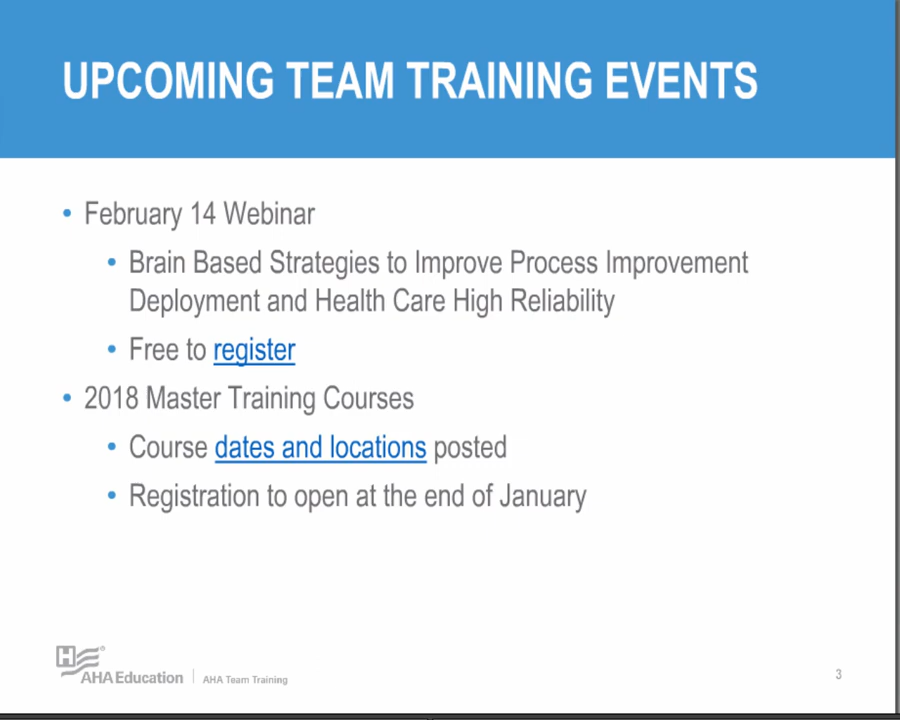 UPCOMING TEAM TRAINING EVENTS
• February 14 Webinar
• Brain Based Strategies to Improve Process Improvement
Deployment and Health Care High Reliability
• Free to register
• 2018 Master Training Courses
• Course dates and locations posted
• Registration to open at the end of January
H
AHA Education | AHA Team Training
3